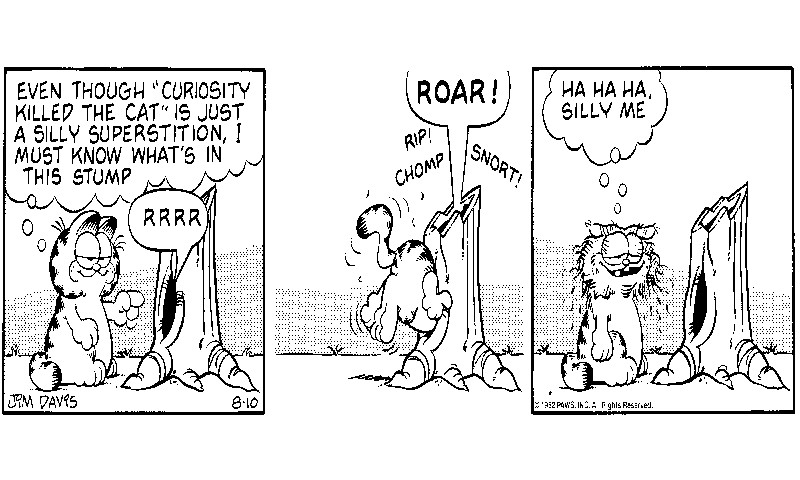 EVEN THOUGH "CURIOSITY
KILLED THE CAT" IS JUST
A SILLY SUPERSTITION, I
MUST KNOW WHAT'S IN
THIS STUMP
RRRR
JIM DAVIS
8-10
ROAR!
RIP!
CHOMP
SNORT!
HA HA HA,
SILLY ME
© 1982 PAWS, INC. All Rights Reserved.